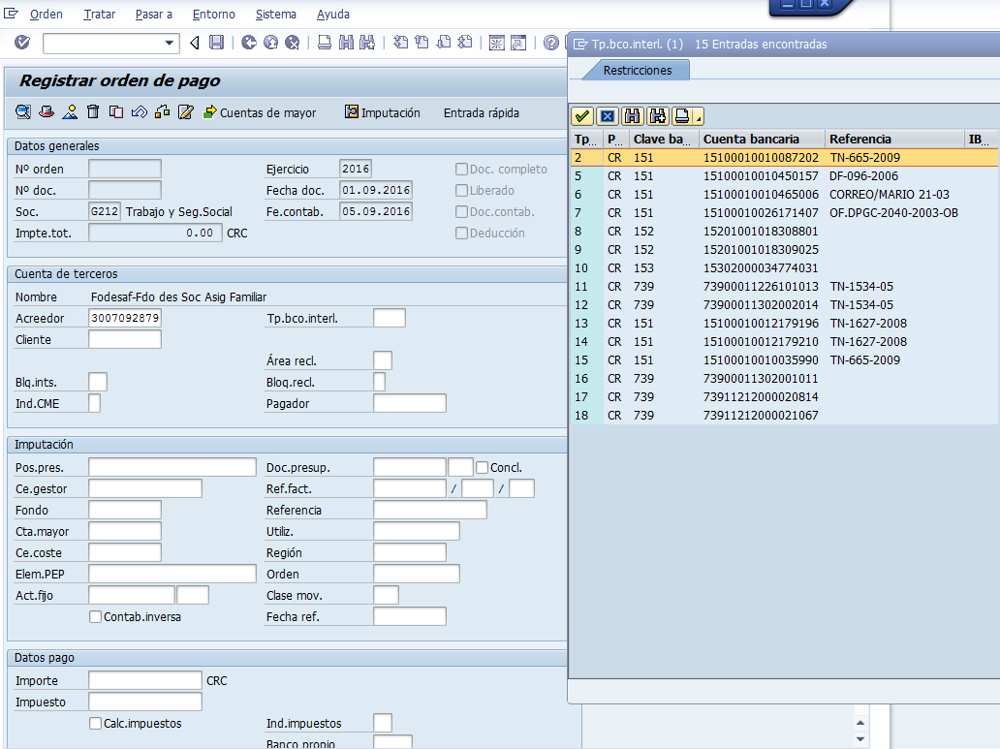 Orden Tratar Pasar a Entorno Sistema Ayuda
Registrar orden de pago
Cuentas de mayor Imputación Entrada rápida
Datos generales
Nº orden Ejercicio 2016 Doc. completo
Nº doc. Fecha doc. 01.09.2016 Liberado
Soc. G212 Trabajo y Seg.Social Fe.contab. 05.09.2016 Doc.contab.
Impte.tot. 0.00 CRC Deducción
Cuenta de terceros
Nombre Fodesaf-Fdo des Soc Asig Familiar
Acreedor 3007092879 Tp.bco.interl.
Cliente
Área recl.
Blq.ints. Bloq.recl.
Ind.CME Pagador
Imputación
Pos.pres. Doc.presup. Concl.
Ce.gestor Ref.fact. / /
Fondo Referencia
Cta.mayor Utiliz.
Ce.coste Región
Elem.PEP Orden
Act.fijo Clase mov.
Contab.inversa Fecha ref.
Datos pago
Importe CRC
Impuesto
Calc.impuestos Ind.impuestos
Banco propio
Tp.bco.interl. (1) 15 Entradas encontradas
Restricciones
Tp... P... Clave ba... Cuenta bancaria Referencia IB...
2 CR 151 15100010010087202 TN-665-2009
5 CR 151 15100010010450157 DF-096-2006
6 CR 151 15100010010465006 CORREO/MARIO 21-03
7 CR 151 15100010026171407 OF.DPGC-2040-2003-OB
8 CR 152 15201001018308801
9 CR 152 15201001018309025
10 CR 153 15302000034774031
11 CR 739 73900011226101013 TN-1534-05
12 CR 739 73900011302002014 TN-1534-05
13 CR 151 15100010012179196 TN-1627-2008
14 CR 151 15100010012179210 TN-1627-2008
15 CR 151 15100010010035990 TN-665-2009
16 CR 739 73900011302001011
17 CR 739 73911212000020814
18 CR 739 73911212000021067